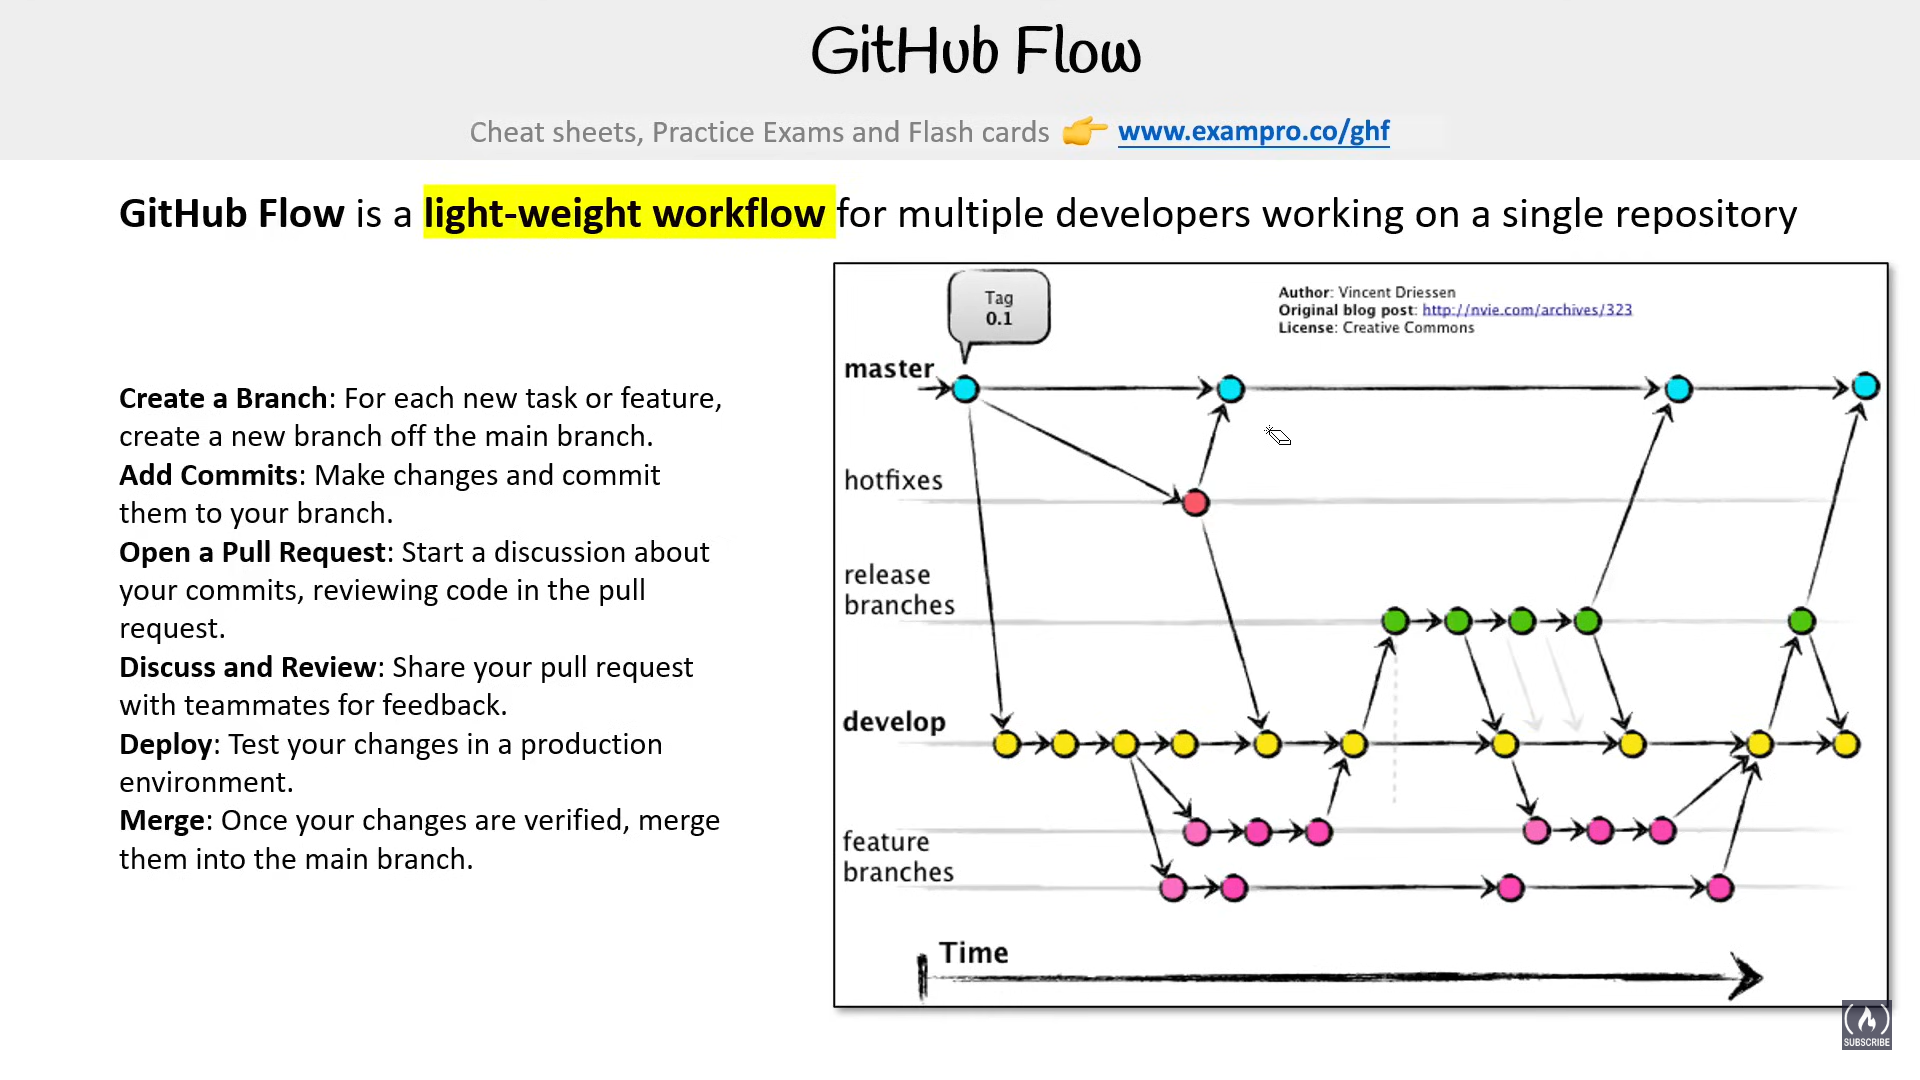 GitHub Flow
Cheat sheets, Practice Exams and Flash cards 👉 www.exampro.co/ghf
GitHub Flow is a light-weight workflow for multiple developers working on a single repository
Create a Branch: For each new task or feature,
create a new branch off the main branch.
Add Commits: Make changes and commit
them to your branch.
Open a Pull Request: Start a discussion about
your commits, reviewing code in the pull
request.
Discuss and Review: Share your pull request
with teammates for feedback.
Deploy: Test your changes in a production
environment.
Merge: Once your changes are verified, merge
them into the main branch.
Tag
0.1
Author: Vincent Driessen
Original blog post: http://nvie.com/archives/323
License: Creative Commons
master
hotfixes
release
branches
develop
feature
branches
Time
SUBSCRIBE